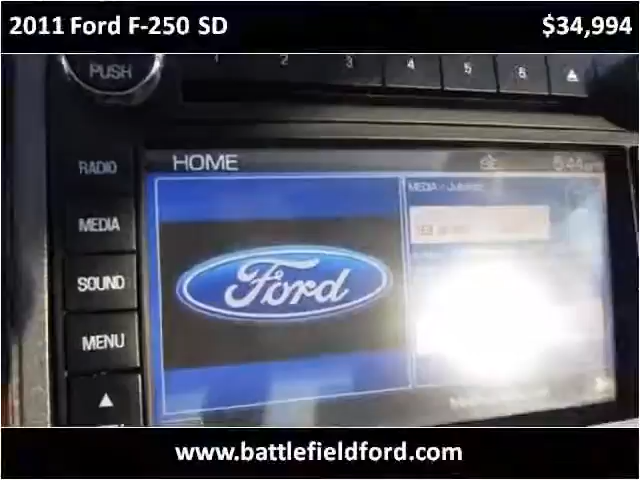 2011 Ford F-250 SD $34,994
PUSH 1 2 3 4 5 6
RADIO HOME
MEDIA
SOUND
MENU
Ford
www.battlefieldford.com